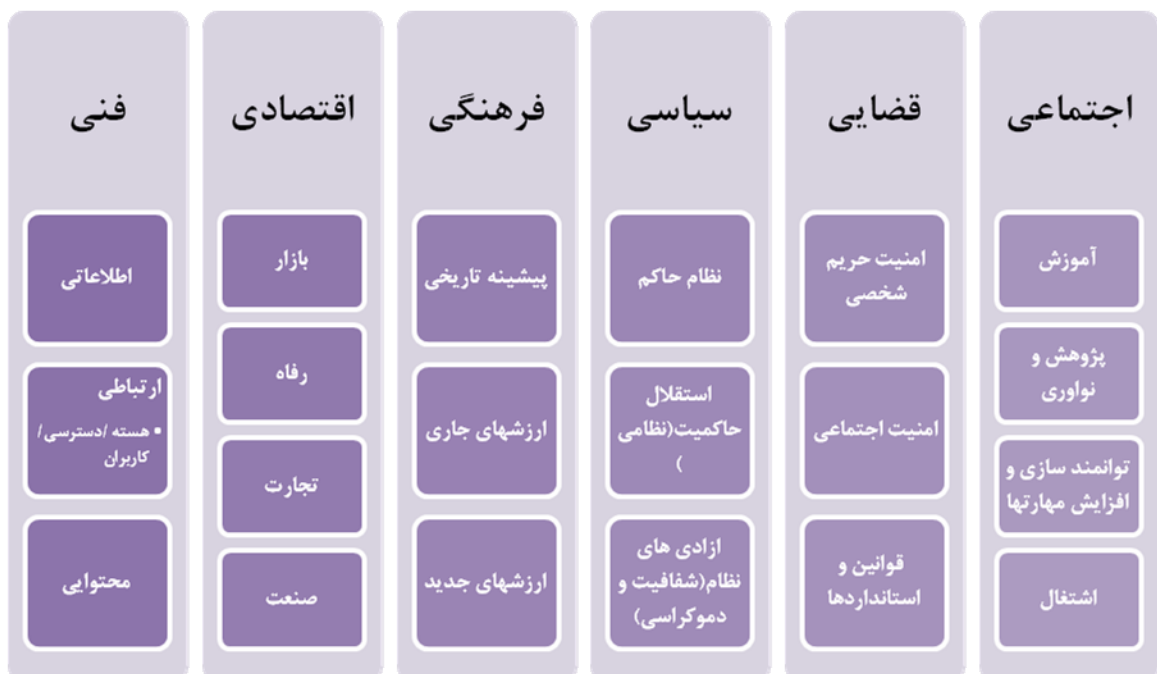 اجتماعی
آموزش
پژوهش و
نواوری
توانمند سازی و
افزایش مهارتها
اشتغال
قضایی
امنیت حریم
شخصی
امنیت اجتماعی
قوانین و
استانداردها
سیاسی
نظام حاکم
استقلال
حاکمیت(نظامی
)
ازادی های
نظام(شفافیت و
دموکراسی)
فرهنگی
پیشینه تاریخی
ارزشهای جاری
ارزشهای جدید
اقتصادی
بازار
رفاه
تجارت
صنعت
فنی
اطلاعاتی
ارتباطی
▪ هسته /دسترسی/
کاربران
محتوایی